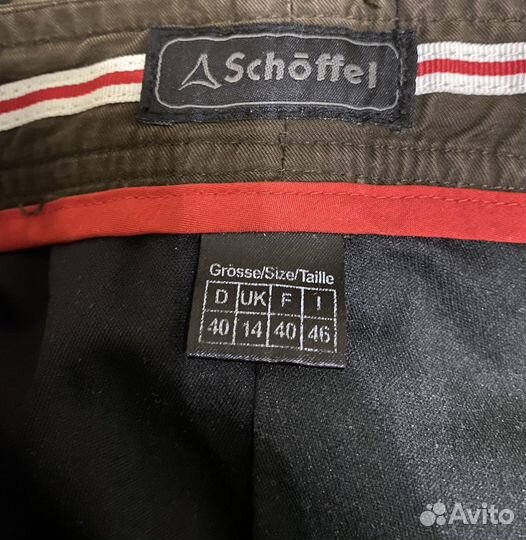 Schöffel
Grösse/Size/Taille
D UK F I
40 14 40 46
Avito